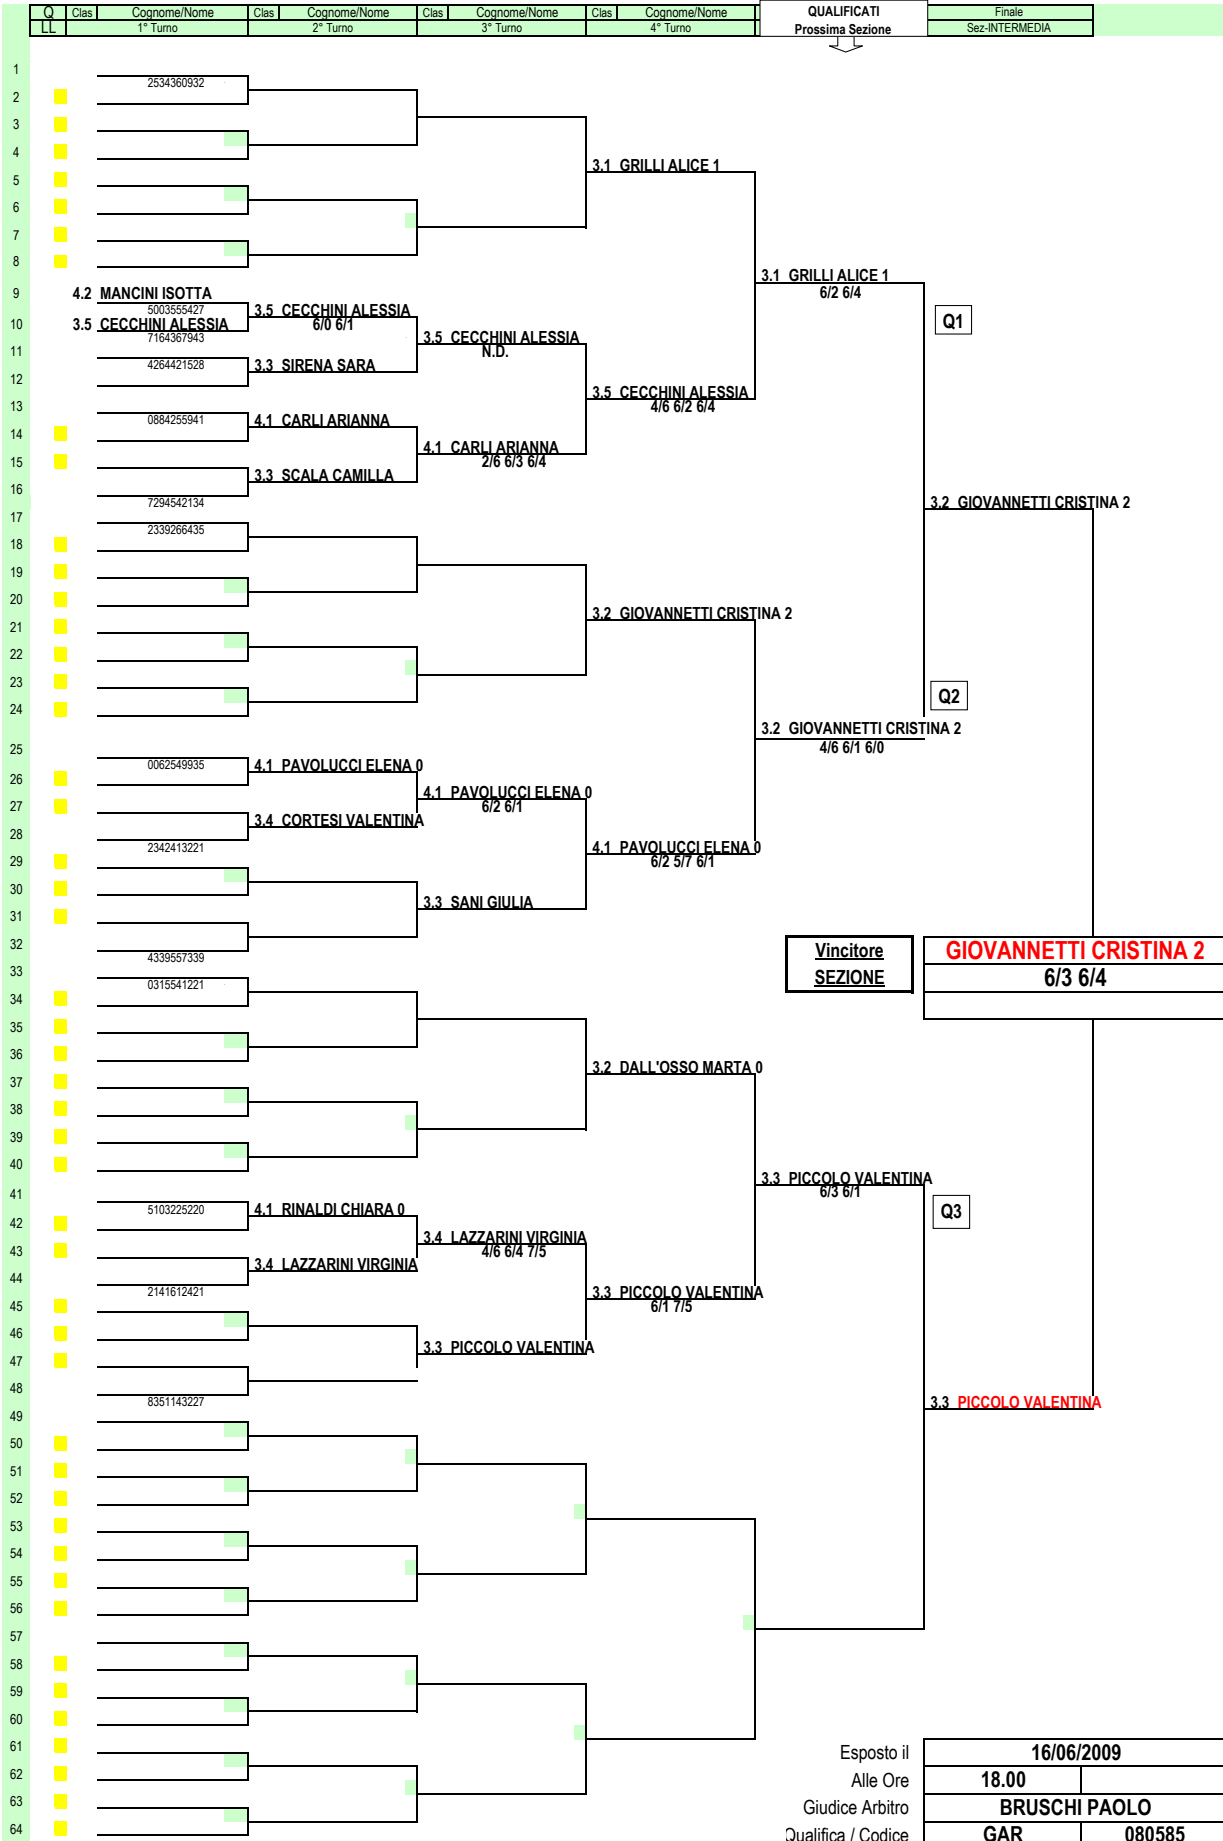 Q Clas Cognome/Nome Clas Cognome/Nome Clas Cognome/Nome Clas Cognome/Nome QUALIFICATI Finale
LL 1° Turno 2° Turno 3° Turno 4° Turno Prossima Sezione Sez-INTERMEDIA
1
2534360932
2
3
4
3.1 GRILLI ALICE 1
5
6
7
8
3.1 GRILLI ALICE 1
9 4.2 MANCINI ISOTTA 6/2 6/4
5003555427 3.5 CECCHINI ALESSIA
10 3.5 CECCHINI ALESSIA 6/0 6/1 Q1
7164367943 3.5 CECCHINI ALESSIA
11 N.D.
4264421528 3.3 SIRENA SARA
12
3.5 CECCHINI ALESSIA
13 4/6 6/2 6/4
0884255941 4.1 CARLI ARIANNA
14
4.1 CARLI ARIANNA
15 2/6 6/3 6/4
3.3 SCALA CAMILLA
16
7294542134 3.2 GIOVANNETTI CRISTINA 2
17
2339266435
18
19
20
3.2 GIOVANNETTI CRISTINA 2
21
22
23
24 Q2
3.2 GIOVANNETTI CRISTINA 2
25 4/6 6/1 6/0
0062549935 4.1 PAVOLUCCI ELENA 0
26
4.1 PAVOLUCCI ELENA 0
27 6/2 6/1
3.4 CORTESI VALENTINA
28
2342413221 4.1 PAVOLUCCI ELENA 0
29 6/2 5/7 6/1
30
3.3 SANI GIULIA
31
32
Vincitore GIOVANNETTI CRISTINA 2
4339557339
33
SEZIONE 6/3 6/4
0315541221
34
35
36
3.2 DALL'OSSO MARTA 0
37
38
39
40
3.3 PICCOLO VALENTINA
41 6/3 6/1
5103225220 4.1 RINALDI CHIARA 0 Q3
42
3.4 LAZZARINI VIRGINIA
43 4/6 6/4 7/5
3.4 LAZZARINI VIRGINIA
44
2141612421 3.3 PICCOLO VALENTINA
45 6/1 7/5
46
3.3 PICCOLO VALENTINA
47
48
8351143227 3.3 PICCOLO VALENTINA
49
50
51
52
53
54
55
56
57
58
59
60
61 Esposto il 16/06/2009
62 Alle Ore 18.00
63 Giudice Arbitro BRUSCHI PAOLO
64 Qualifica / Codice GAR 080585